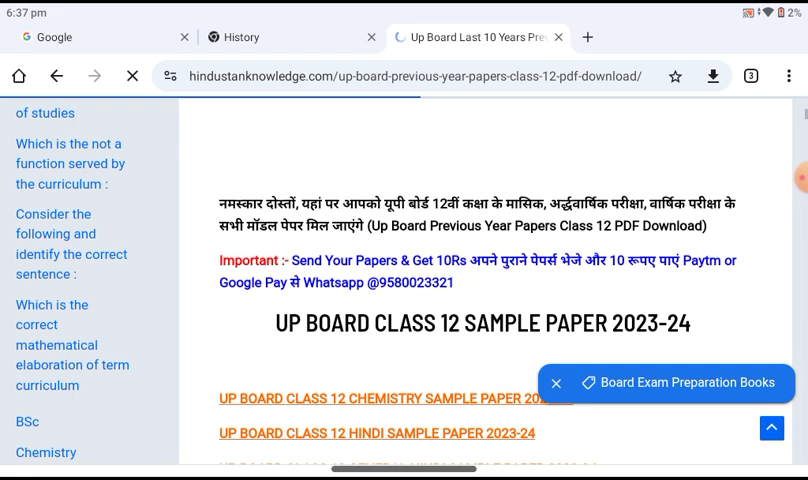 6:37 pm
2%
Google
History
Up Board Last 10 Years Prev
3
hindustanknowledge.com/up-board-previous-year-papers-class-12-pdf-download/
of studies
Which is the not a
function served by
the curriculum :
Consider the
following and
identify the correct
sentence :
Which is the
correct
mathematical
elaboration of term
curriculum
BSc
Chemistry
नमस्कार दोस्तों, यहां पर आपको यूपी बोर्ड 12वीं कक्षा के मासिक, अर्द्धवार्षिक परीक्षा, वार्षिक परीक्षा के
सभी मॉडल पेपर मिल जाएंगे (Up Board Previous Year Papers Class 12 PDF Download)
Important :- Send Your Papers & Get 10Rs अपने पुराने पेपर्स भेजे और 10 रूपए पाएं Paytm or
Google Pay से Whatsapp @9580023321
UP BOARD CLASS 12 SAMPLE PAPER 2023-24
Board Exam Preparation Books
UP BOARD CLASS 12 CHEMISTRY SAMPLE PAPER
UP BOARD CLASS 12 HINDI SAMPLE PAPER 2023-24